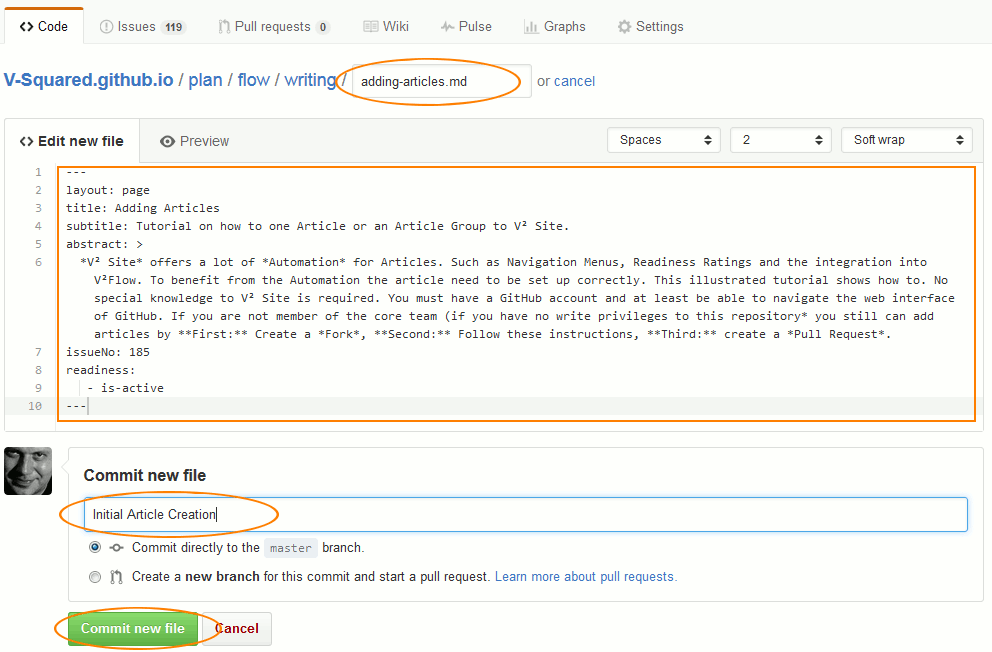 Code Issues 119 Pull requests 0 Wiki Pulse Graphs Settings
V-Squared.github.io / plan / flow / writing / adding-articles.md or cancel
Edit new file Preview Spaces 2 Soft wrap
1 ---
2 layout: page
3 title: Adding Articles
4 subtitle: Tutorial on how to one Article or an Article Group to V² Site.
5 abstract: >
6 *V² Site* offers a lot of *Automation* for Articles. Such as Navigation Menus, Readiness Ratings and the integration into
V²Flow. To benefit from the Automation the article need to be set up correctly. This illustrated tutorial shows how to. No
special knowledge to V² Site is required. You must have a GitHub account and at least be able to navigate the web interface
of GitHub. If you are not member of the core team (if you have no write privileges to this repository* you still can add
articles by **First:** Create a *Fork*, **Second:** Follow these instructions, **Third:** create a *Pull Request*.
7 issueNo: 185
8 readiness:
9 - is-active
10 ---
Commit new file
Initial Article Creation
Commit directly to the master branch.
Create a new branch for this commit and start a pull request. Learn more about pull requests.
Commit new file Cancel